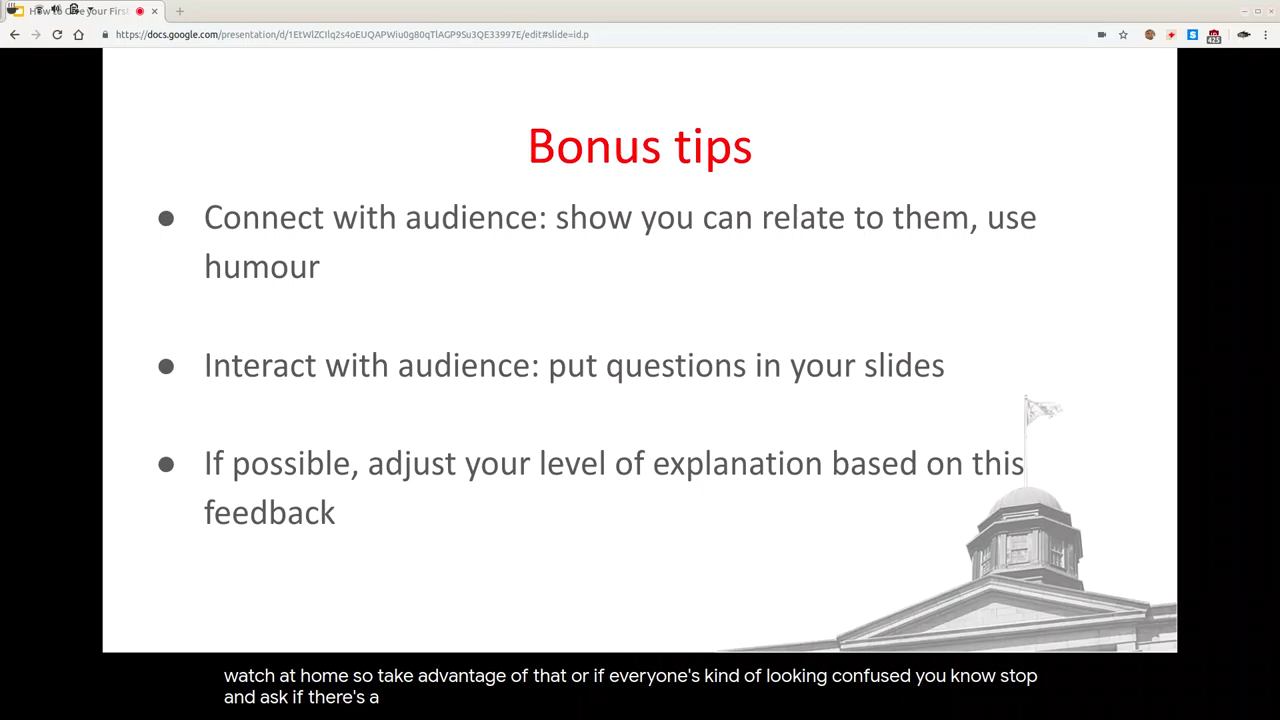 How to Give your First
https://docs.google.com/presentation/d/1EtWlZCIlq2s4oEUQAPWiu0g80qTlAGP9Su3QE33997E/edit#slide=id.p
425
Bonus tips
● Connect with audience: show you can relate to them, use
humour
● Interact with audience: put questions in your slides
● If possible, adjust your level of explanation based on this
feedback
watch at home so take advantage of that or if everyone's kind of looking confused you know stop
and ask if there's a